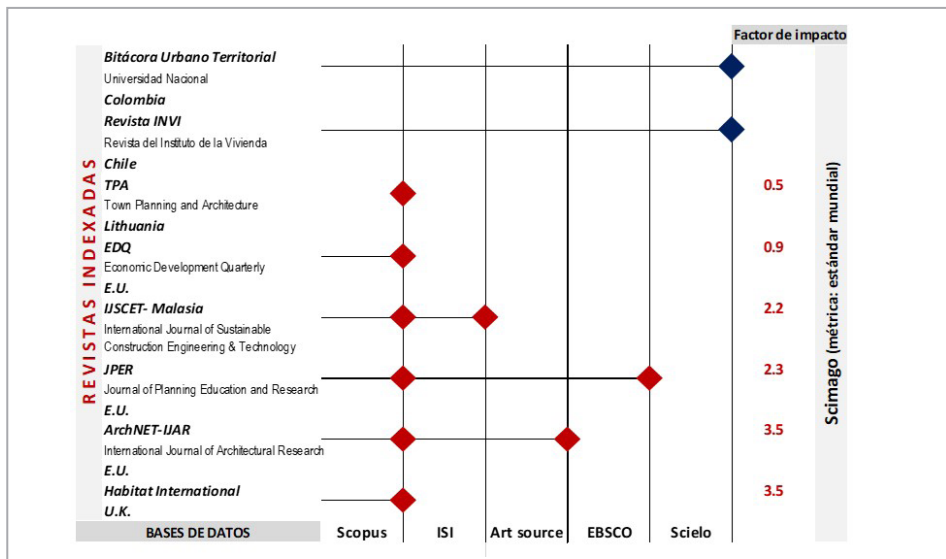 Factor de impacto
REVISTAS INDEXADAS
Bitácora Urbano Territorial
Universidad Nacional
Colombia
Revista INVI
Revista del Instituto de la Vivienda
Chile
TPA
Town Planning and Architecture
0.5
Lithuania
EDQ
Economic Development Quarterly
0.9
E.U.
IJSCET- Malasia
International Journal of Sustainable
Construction Engineering & Technology
2.2
JPER
Journal of Planning Education and Research
2.3
E.U.
ArchNET-IJAR
International Journal of Architectural Research
3.5
E.U.
Habitat International
3.5
U.K.
Scimago (métrica: estándar mundial)
BASES DE DATOS Scopus ISI Art source EBSCO Scielo